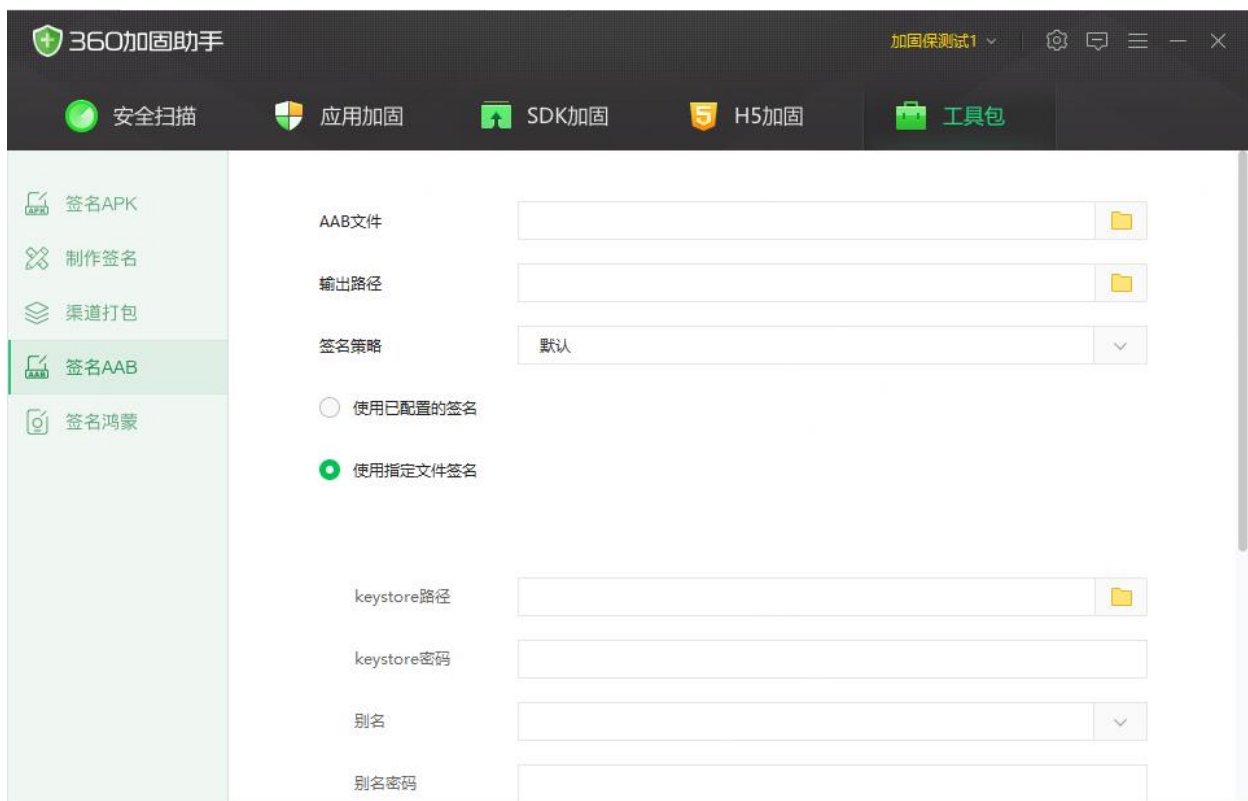 360加固助手
加固保测试1
安全扫描
应用加固
SDK加固
H5加固
工具包
签名APK
制作签名
渠道打包
签名AAB
签名鸿蒙
AAB文件
输出路径
签名策略
默认
使用已配置的签名
使用指定文件签名
keystore路径
keystore密码
别名
别名密码